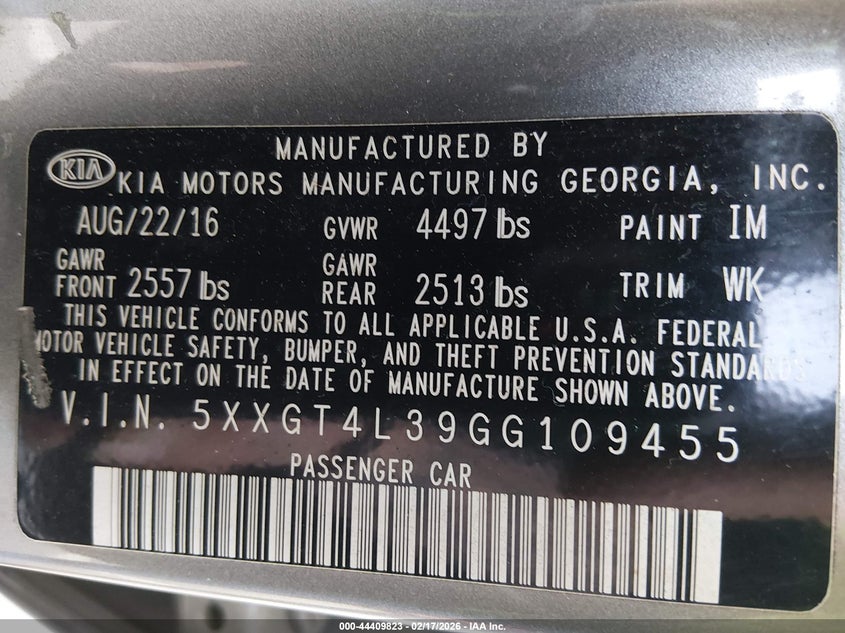 MANUFACTURED BY
KIA KIA MOTORS MANUFACTURING GEORGIA, INC.
AUG/22/16 GVWR 4497 lbs PAINT IM
GAWR FRONT 2557 lbs GAWR REAR 2513 lbs TRIM WK
THIS VEHICLE CONFORMS TO ALL APPLICABLE U.S.A. FEDERAL
MOTOR VEHICLE SAFETY, BUMPER, AND THEFT PREVENTION STANDARDS
IN EFFECT ON THE DATE OF MANUFACTURE SHOWN ABOVE.
V.I.N. 5XXGT4L39GG109455
PASSENGER CAR
000-44409823 - 02/17/2026 - IAA Inc.